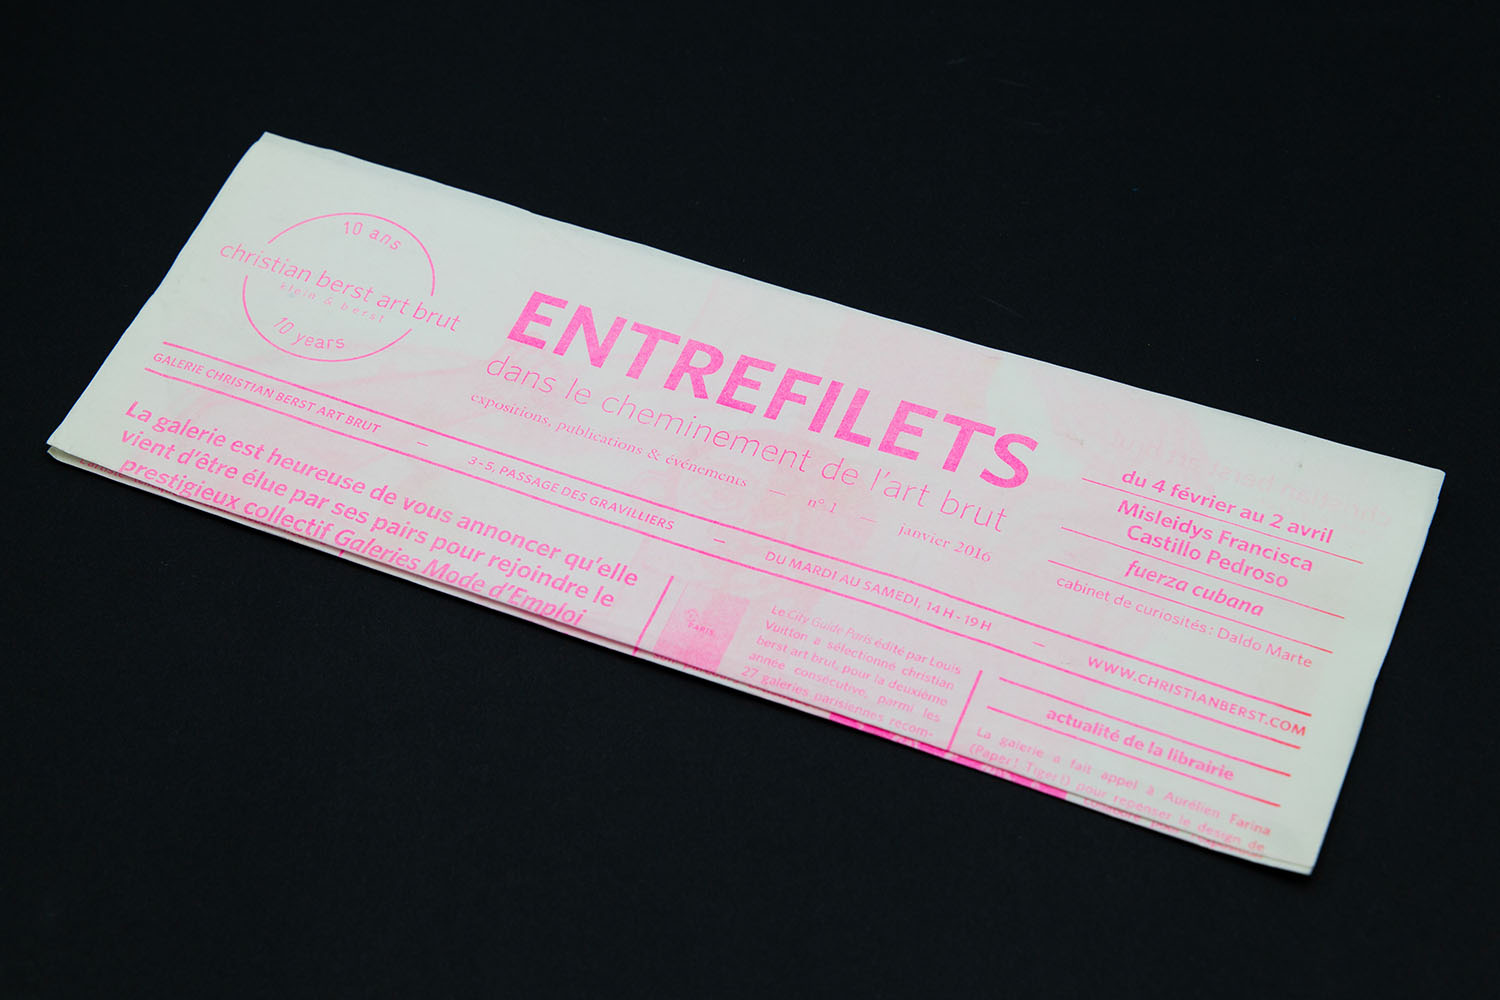 10 ans
christian berst art brut
klein & berst
10 years
ENTREFILETS
dans le cheminement de l'art brut
expositions, publications & événements — n° 1 — janvier 2016
du 4 février au 2 avril
Misleidys Francisca
Castillo Pedroso
fuerza cubana
cabinet de curiosités : Daldo Marte
GALERIE CHRISTIAN BERST ART BRUT — 3-5, PASSAGE DES GRAVILLIERS — DU MARDI AU SAMEDI, 14 H - 19 H — WWW.CHRISTIANBERST.COM
La galerie est heureuse de vous annoncer qu'elle
vient d'être élue par ses pairs pour rejoindre le
prestigieux collectif Galeries Mode d'Emploi
PARIS
Le City Guide Paris édité par Louis
Vuitton a sélectionné christian
berst art brut, pour la deuxième
année consécutive, parmi les
27 galeries parisiennes recom-
actualité de la librairie
La galerie a fait appel à Aurélien Farina
(Paper! Tiger!) pour repenser le design de